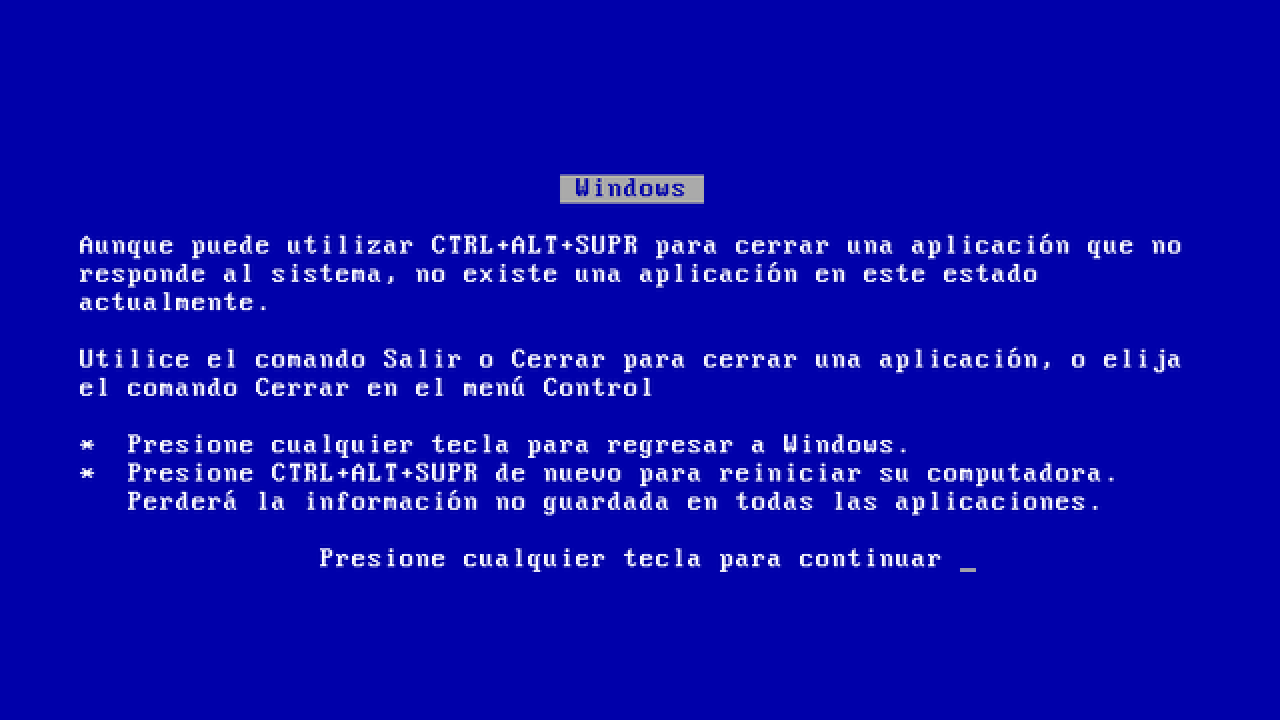 Windows
Aunque puede utilizar CTRL+ALT+SUPR para cerrar una aplicación que no
responde al sistema, no existe una aplicación en este estado
actualmente.
Utilice el comando Salir o Cerrar para cerrar una aplicación, o elija
el comando Cerrar en el menú Control
* Presione cualquier tecla para regresar a Windows.
* Presione CTRL+ALT+SUPR de nuevo para reiniciar su computadora.
Perderá la información no guardada en todas las aplicaciones.
Presione cualquier tecla para continuar _